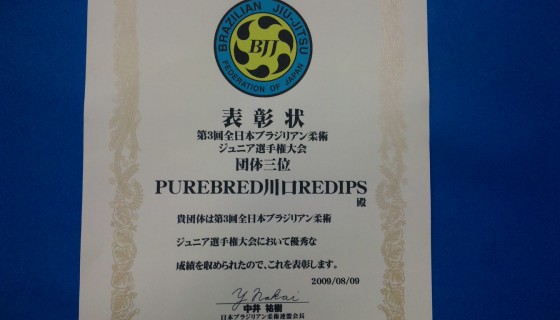 BRAZILIAN JIU-JITSU
BJJ
FEDERATION OF JAPAN
表彰状
第3回全日本ブラジリアン柔術
ジュニア選手権大会
団体三位
PUREBRED川口REDIPS
殿
貴団体は第3回全日本ブラジリアン柔術
ジュニア選手権大会において優秀な
成績を収められたので、これを表彰します。
2009/08/09
Y Nakai
中井 祐樹
日本ブラジリアン柔術連盟会長